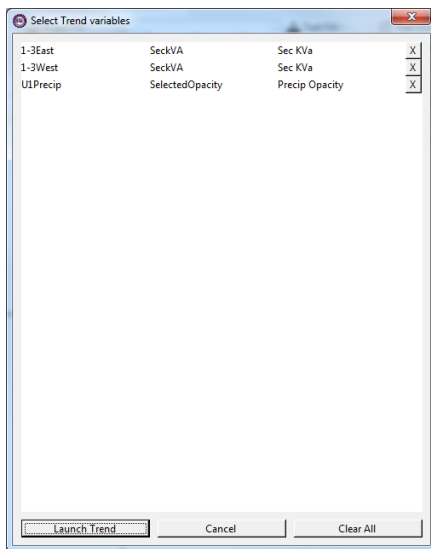 Select Trend variables X
1-3East SeckVA Sec KVa X
1-3West SeckVA Sec KVa X
U1Precip SelectedOpacity Precip Opacity X
Launch Trend Cancel Clear All